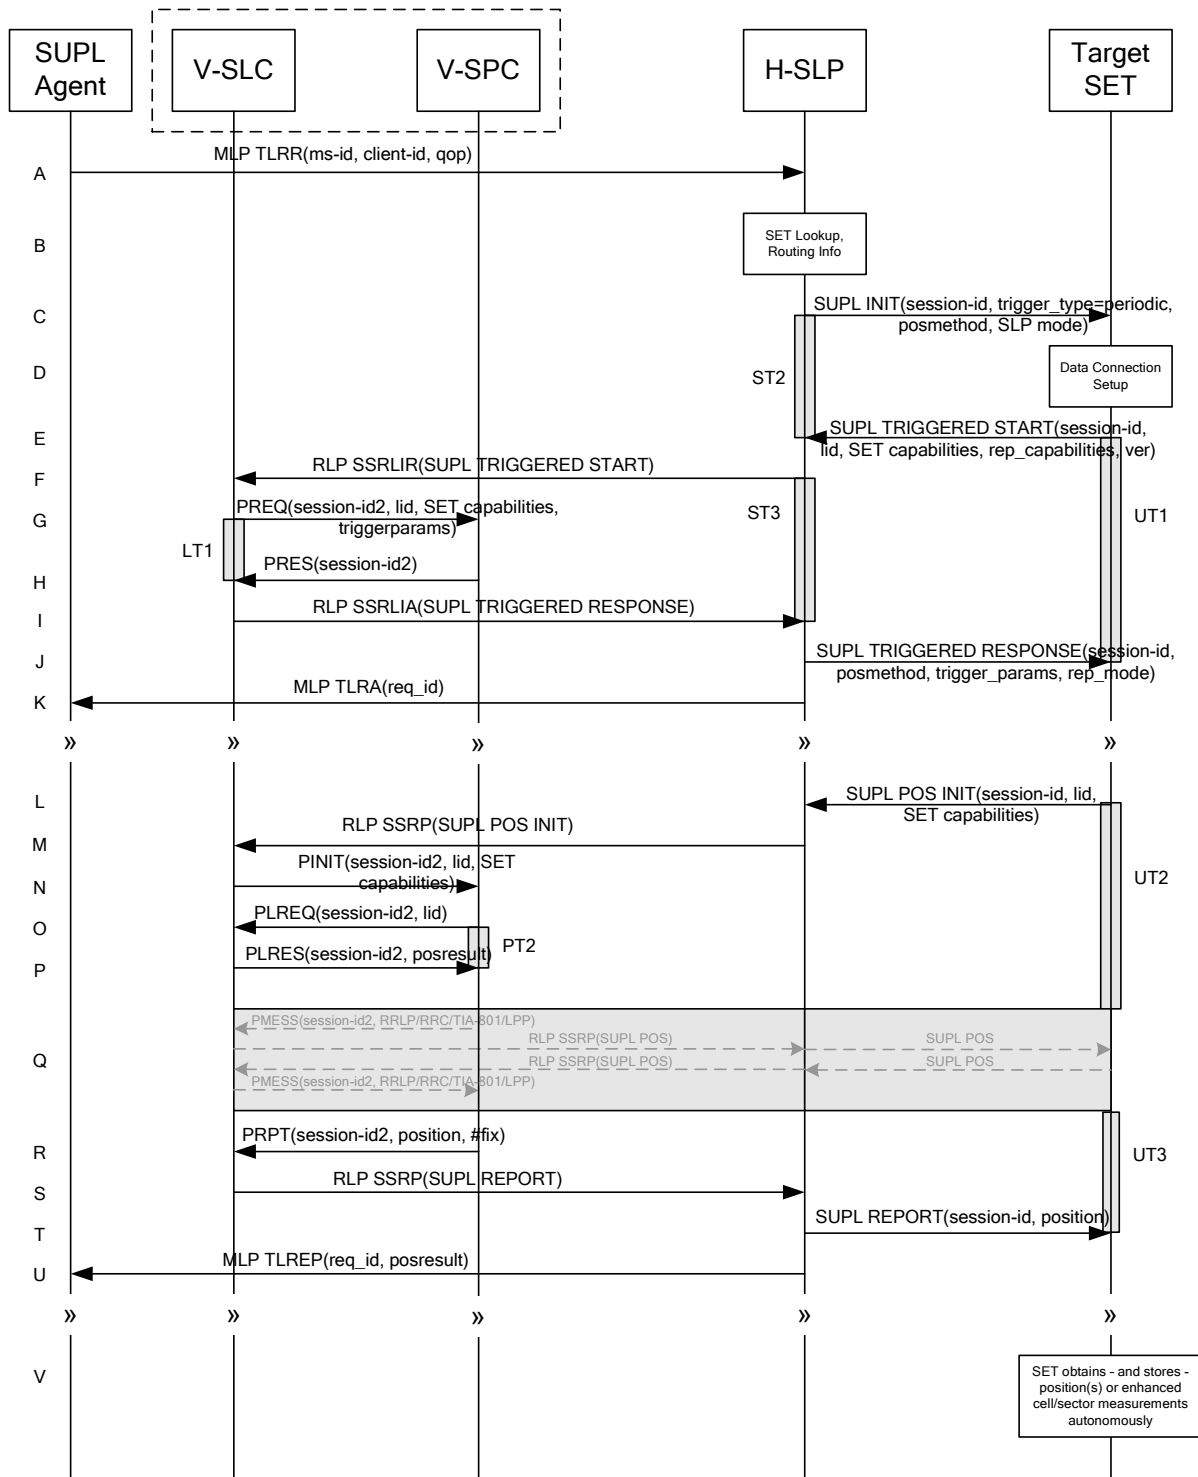 SUPL
Agent
V-SLC
V-SPC
H-SLP
Target
SET
A
MLP TLRR(ms-id, client-id, qop)
B
SET Lookup,
Routing Info
C
SUPL INIT(session-id, trigger_type=periodic,
posmethod, SLP mode)
D
ST2
Data Connection
Setup
E
SUPL TRIGGERED START(session-id,
lid, SET capabilities, rep_capabilities, ver)
F
RLP SSRLIR(SUPL TRIGGERED START)
G
PREQ(session-id2, lid, SET capabilities,
triggerparams)
ST3
UT1
LT1
H
PRES(session-id2)
I
RLP SSRLIA(SUPL TRIGGERED RESPONSE)
J
SUPL TRIGGERED RESPONSE(session-id,
posmethod, trigger_params, rep_mode)
K
MLP TLRA(req_id)
» » » » »
L
SUPL POS INIT(session-id, lid,
SET capabilities)
M
RLP SSRP(SUPL POS INIT)
N
PINIT(session-id2, lid, SET
capabilities)
UT2
O
PLREQ(session-id2, lid)
PT2
P
PLRES(session-id2, posresult)
PMESS(session-id2, RRLP/RRC/TIA-801/LPP)
RLP SSRP(SUPL POS)
SUPL POS
Q
RLP SSRP(SUPL POS)
SUPL POS
PMESS(session-id2, RRLP/RRC/TIA-801/LPP)
R
PRPT(session-id2, position, #fix)
UT3
S
RLP SSRP(SUPL REPORT)
T
SUPL REPORT(session-id, position)
U
MLP TLREP(req_id, posresult)
» » » » »
V
SET obtains - and stores -
position(s) or enhanced
cell/sector measurements
autonomously